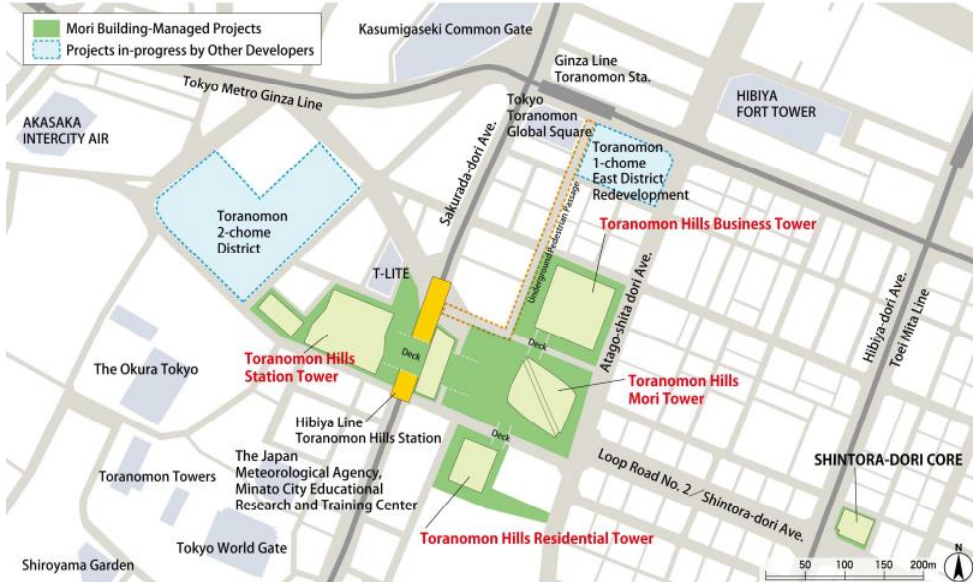 Mori Building-Managed Projects
Projects in-progress by Other Developers
Kasumigaseki Common Gate
Ginza Line
Toranomon Sta.
Tokyo Metro Ginza Line
Tokyo
Toranomon
Global Square
HIBIYA
FORT TOWER
AKASAKA
INTERCITY AIR
Sakurada-dori Ave.
Toranomon
1-chome
East District
Redevelopment
Underground Pedestrian Passage
Toranomon
2-chome
District
Toranomon Hills Business Tower
T-LITE
Atago-shita dori Ave.
Hibiya-dori Ave.
Toei Mita Line
Deck
Deck
Toranomon Hills
Station Tower
The Okura Tokyo
Toranomon Hills
Mori Tower
Hibiya Line
Toranomon Hills Station
Deck
Loop Road No. 2／Shintora-dori Ave.
SHINTORA-DORI CORE
Toranomon Towers
The Japan
Meteorological Agency,
Minato City Educational
Research and Training Center
Toranomon Hills Residential Tower
Tokyo World Gate
Shiroyama Garden
50 100 150 200m
N